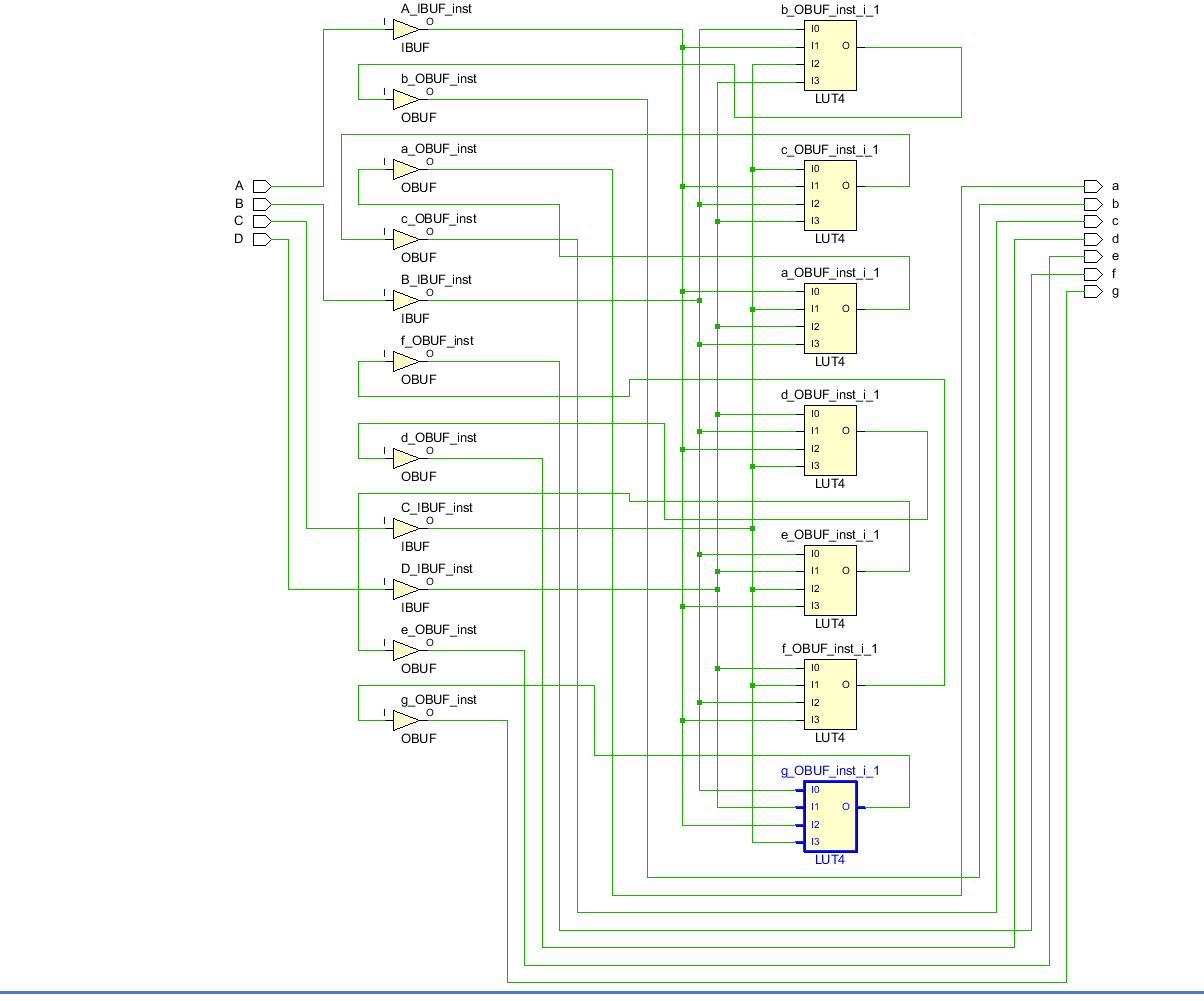 A_IBUF_inst
I O
IBUF
b_OBUF_inst
I O
OBUF
a_OBUF_inst
I O
OBUF
c_OBUF_inst
I O
OBUF
B_IBUF_inst
I O
IBUF
f_OBUF_inst
I O
OBUF
d_OBUF_inst
I O
OBUF
C_IBUF_inst
I O
IBUF
D_IBUF_inst
I O
IBUF
e_OBUF_inst
I O
OBUF
g_OBUF_inst
I O
OBUF
A
B
C
D
b_OBUF_inst_i_1
I0
I1 O
I2
I3
LUT4
c_OBUF_inst_i_1
I0
I1 O
I2
I3
LUT4
a_OBUF_inst_i_1
I0
I1 O
I2
I3
LUT4
d_OBUF_inst_i_1
I0
I1 O
I2
I3
LUT4
e_OBUF_inst_i_1
I0
I1 O
I2
I3
LUT4
f_OBUF_inst_i_1
I0
I1 O
I2
I3
LUT4
g_OBUF_inst_i_1
I0
I1 O
I2
I3
LUT4
a
b
c
d
e
f
g